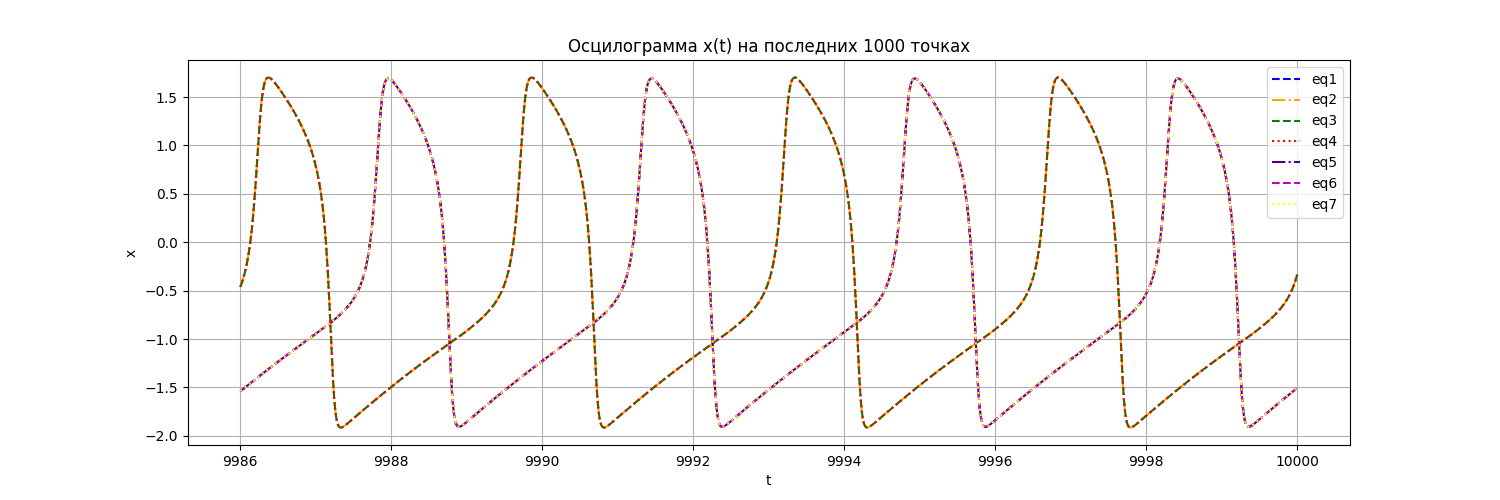 Осцилограмма x(t) на последних 1000 точках
eq1
eq2
eq3
eq4
eq5
eq6
eq7
x
1.5
1.0
0.5
0.0
−0.5
−1.0
−1.5
−2.0
9986
9988
9990
9992
9994
9996
9998
10000
t